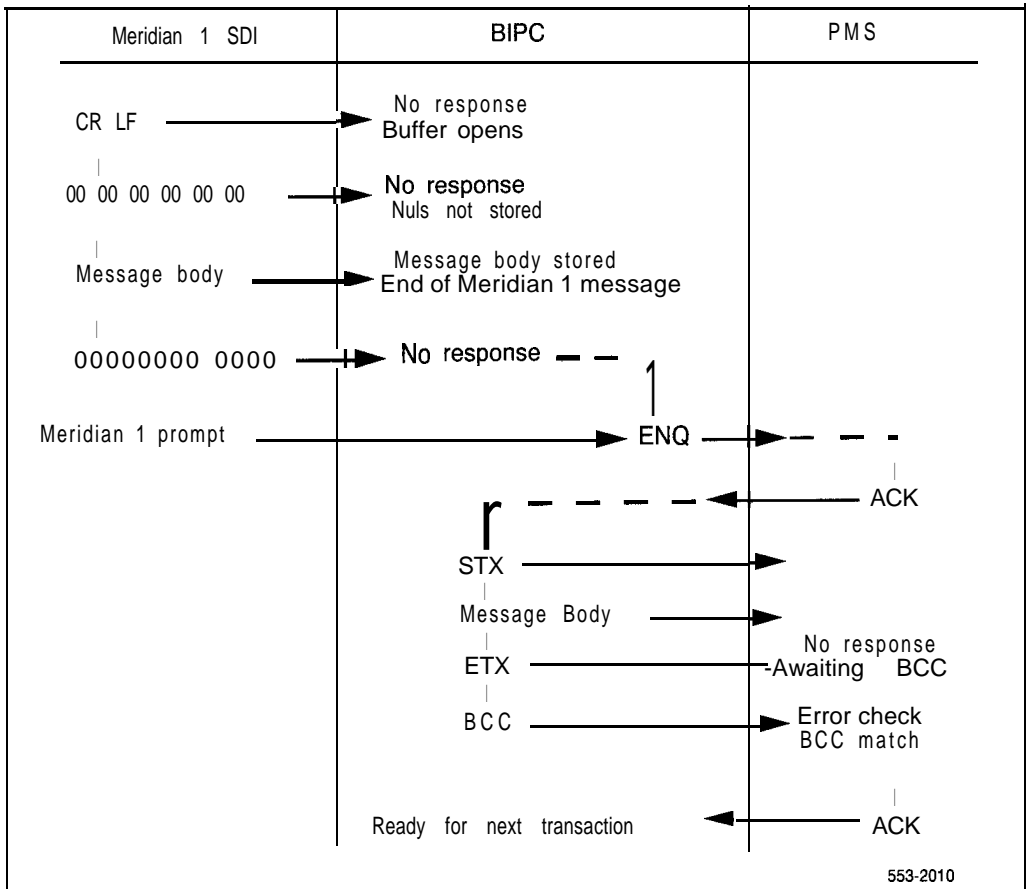 Meridian 1 SDI BIPC PMS
CR LF No response
Buffer opens
00 00 00 00 00 00 No response
Nuls not stored
Message body Message body stored
End of Meridian 1 message
00000000 0000 No response
Meridian 1 prompt ENQ
ACK
STX
Message Body
ETX No response
-Awaiting BCC
BCC Error check
BCC match
Ready for next transaction ACK
553-2010